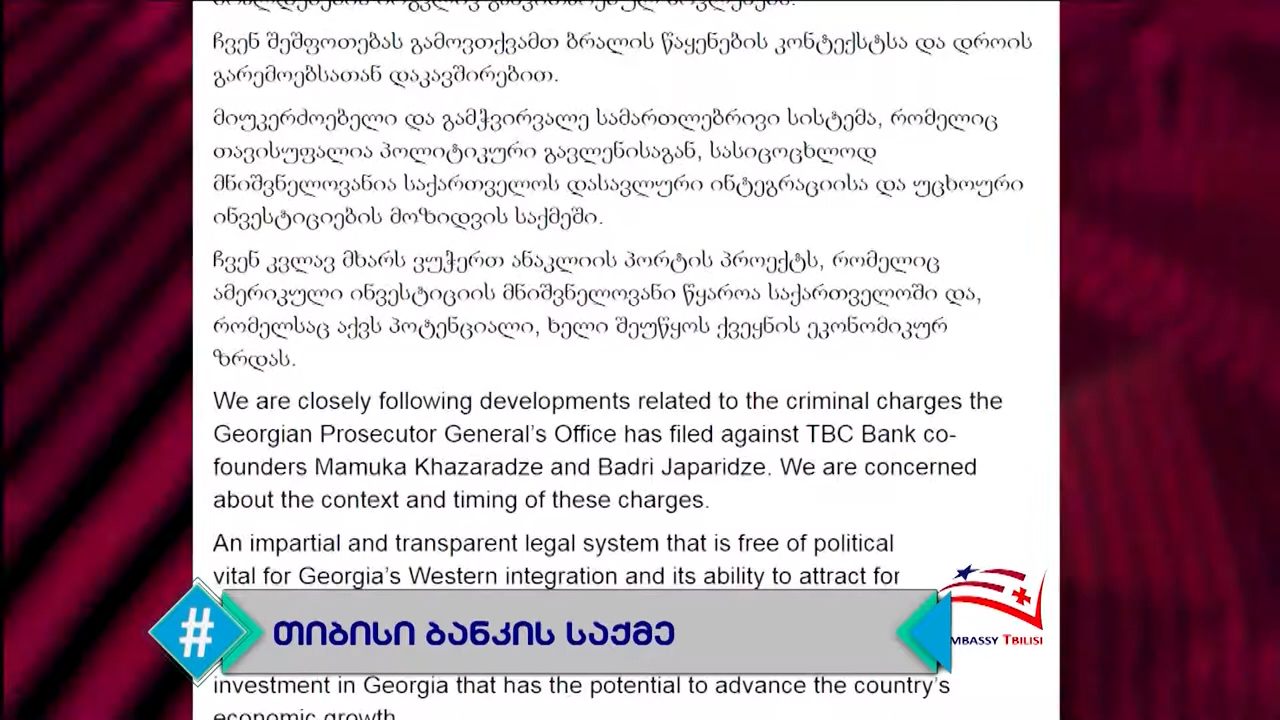 ჩვენ შეშფოთებას გამოვთქვამთ ბრალის წაყენების კონტექსტსა და დროის
გარემოებსათან დაკავშირებით.
მიუკერძოებელი და გამჭვირვალე სამართლებრივი სისტემა, რომელიც
თავისუფალია პოლიტიკური გავლენისაგან, სასიცოცხლოდ
მნიშვნელოვანია საქართველოს დასავლური ინტეგრაციისა და უცხოური
ინვესტიციების მოზიდვის საქმეში.
ჩვენ კვლავ მხარს ვუჭერთ ანაკლიის პორტის პროექტს, რომელიც
ამერიკული ინვესტიციის მნიშვნელოვანი წყაროა საქართველოში და,
რომელსაც აქვს პოტენციალი, ხელი შეუწყოს ქვეყნის ეკონომიკურ
ზრდას.
We are closely following developments related to the criminal charges the
Georgian Prosecutor General's Office has filed against TBC Bank co-
founders Mamuka Khazaradze and Badri Japaridze. We are concerned
about the context and timing of these charges.
An impartial and transparent legal system that is free of political
vital for Georgia's Western integration and its ability to attract for
MBASSY TBILISI
# თიბისი ბანკის საქმე
investment in Georgia that has the potential to advance the country's
economic growth